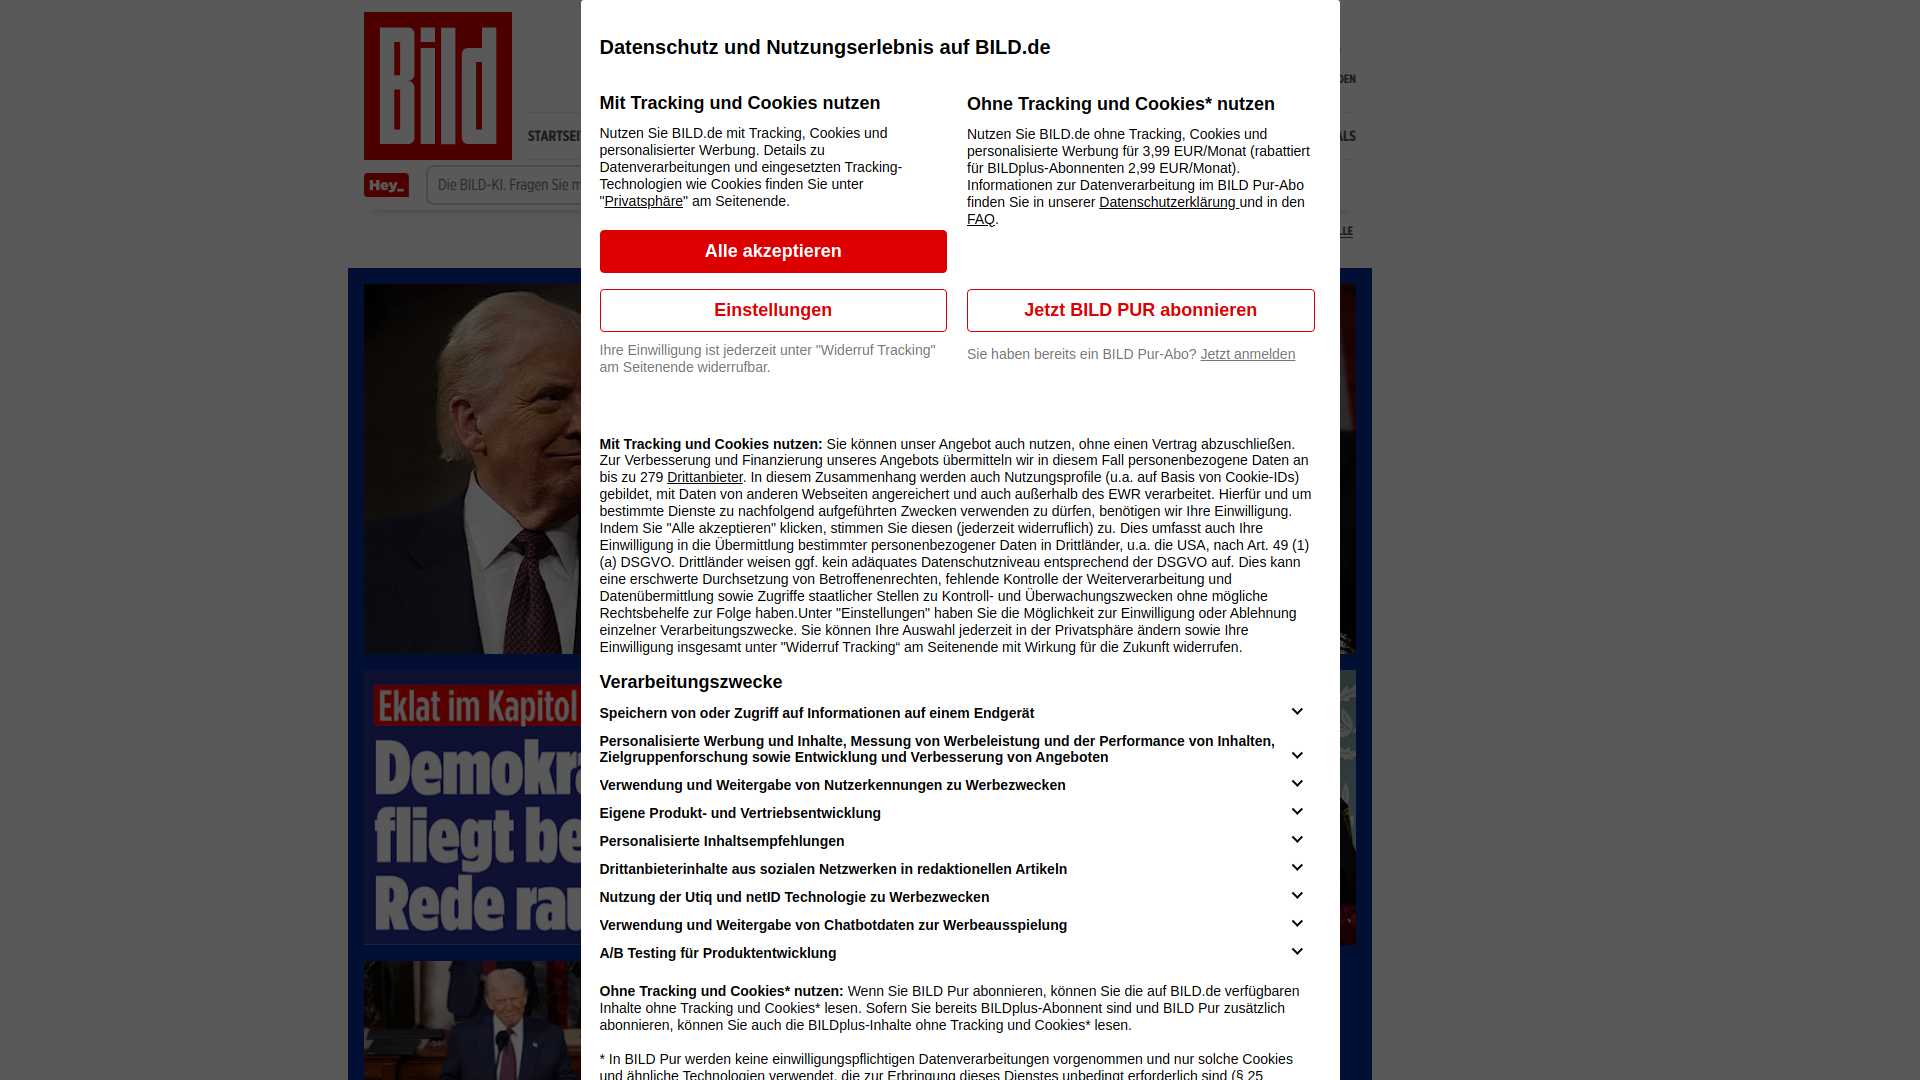 Bild
DEN
STARTSEI
ALS
Hey_
Die BILD-KI. Fragen Sie m
LLE
Eklat im Kapitol
Demokra
fliegt be
Rede rau
Datenschutz und Nutzungserlebnis auf BILD.de
Mit Tracking und Cookies nutzen
Nutzen Sie BILD.de mit Tracking, Cookies und
personalisierter Werbung. Details zu
Datenverarbeitungen und eingesetzten Tracking-
Technologien wie Cookies finden Sie unter
"Privatsphäre" am Seitenende.
Alle akzeptieren
Einstellungen
Ihre Einwilligung ist jederzeit unter "Widerruf Tracking"
am Seitenende widerrufbar.
Ohne Tracking und Cookies* nutzen
Nutzen Sie BILD.de ohne Tracking, Cookies und
personalisierte Werbung für 3,99 EUR/Monat (rabattiert
für BILDplus-Abonnenten 2,99 EUR/Monat).
Informationen zur Datenverarbeitung im BILD Pur-Abo
finden Sie in unserer Datenschutzerklärung und in den
FAQ.
Jetzt BILD PUR abonnieren
Sie haben bereits ein BILD Pur-Abo? Jetzt anmelden
Mit Tracking und Cookies nutzen: Sie können unser Angebot auch nutzen, ohne einen Vertrag abzuschließen.
Zur Verbesserung und Finanzierung unseres Angebots übermitteln wir in diesem Fall personenbezogene Daten an
bis zu 279 Drittanbieter. In diesem Zusammenhang werden auch Nutzungsprofile (u.a. auf Basis von Cookie-IDs)
gebildet, mit Daten von anderen Webseiten angereichert und auch außerhalb des EWR verarbeitet. Hierfür und um
bestimmte Dienste zu nachfolgend aufgeführten Zwecken verwenden zu dürfen, benötigen wir Ihre Einwilligung.
Indem Sie "Alle akzeptieren" klicken, stimmen Sie diesen (jederzeit widerruflich) zu. Dies umfasst auch Ihre
Einwilligung in die Übermittlung bestimmter personenbezogener Daten in Drittländer, u.a. die USA, nach Art. 49 (1)
(a) DSGVO. Drittländer weisen ggf. kein adäquates Datenschutzniveau entsprechend der DSGVO auf. Dies kann
eine erschwerte Durchsetzung von Betroffenenrechten, fehlende Kontrolle der Weiterverarbeitung und
Datenübermittlung sowie Zugriffe staatlicher Stellen zu Kontroll- und Überwachungszwecken ohne mögliche
Rechtsbehelfe zur Folge haben.Unter "Einstellungen" haben Sie die Möglichkeit zur Einwilligung oder Ablehnung
einzelner Verarbeitungszwecke. Sie können Ihre Auswahl jederzeit in der Privatsphäre ändern sowie Ihre
Einwilligung insgesamt unter "Widerruf Tracking“ am Seitenende mit Wirkung für die Zukunft widerrufen.
Verarbeitungszwecke
Speichern von oder Zugriff auf Informationen auf einem Endgerät
Personalisierte Werbung und Inhalte, Messung von Werbeleistung und der Performance von Inhalten,
Zielgruppenforschung sowie Entwicklung und Verbesserung von Angeboten
Verwendung und Weitergabe von Nutzerkennungen zu Werbezwecken
Eigene Produkt- und Vertriebsentwicklung
Personalisierte Inhaltsempfehlungen
Drittanbieterinhalte aus sozialen Netzwerken in redaktionellen Artikeln
Nutzung der Utiq und netID Technologie zu Werbezwecken
Verwendung und Weitergabe von Chatbotdaten zur Werbeausspielung
A/B Testing für Produktentwicklung
Ohne Tracking und Cookies* nutzen: Wenn Sie BILD Pur abonnieren, können Sie die auf BILD.de verfügbaren
Inhalte ohne Tracking und Cookies* lesen. Sofern Sie bereits BILDplus-Abonnent sind und BILD Pur zusätzlich
abonnieren, können Sie auch die BILDplus-Inhalte ohne Tracking und Cookies* lesen.
* In BILD Pur werden keine einwilligungspflichtigen Datenverarbeitungen vorgenommen und nur solche Cookies
und ähnliche Technologien verwendet, die zur Erbringung dieses Dienstes unbedingt erforderlich sind (§ 25